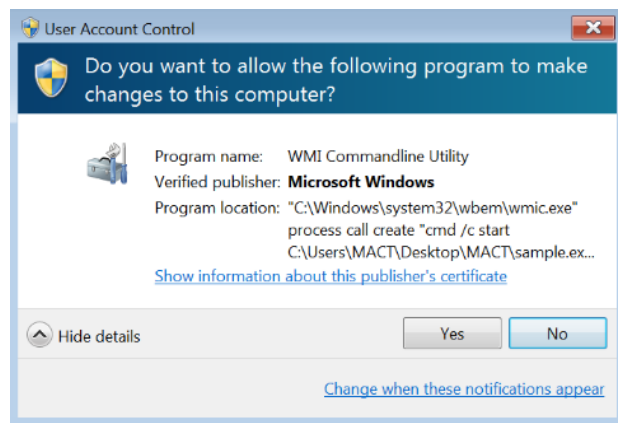 User Account Control
Do you want to allow the following program to make
changes to this computer?
Program name: WMI Commandline Utility
Verified publisher: Microsoft Windows
Program location: "C:\Windows\system32\wbem\wmic.exe"
process call create "cmd /c start
C:\Users\MACT\Desktop\MACT\sample.ex...
Show information about this publisher's certificate
Hide details
Yes
No
Change when these notifications appear